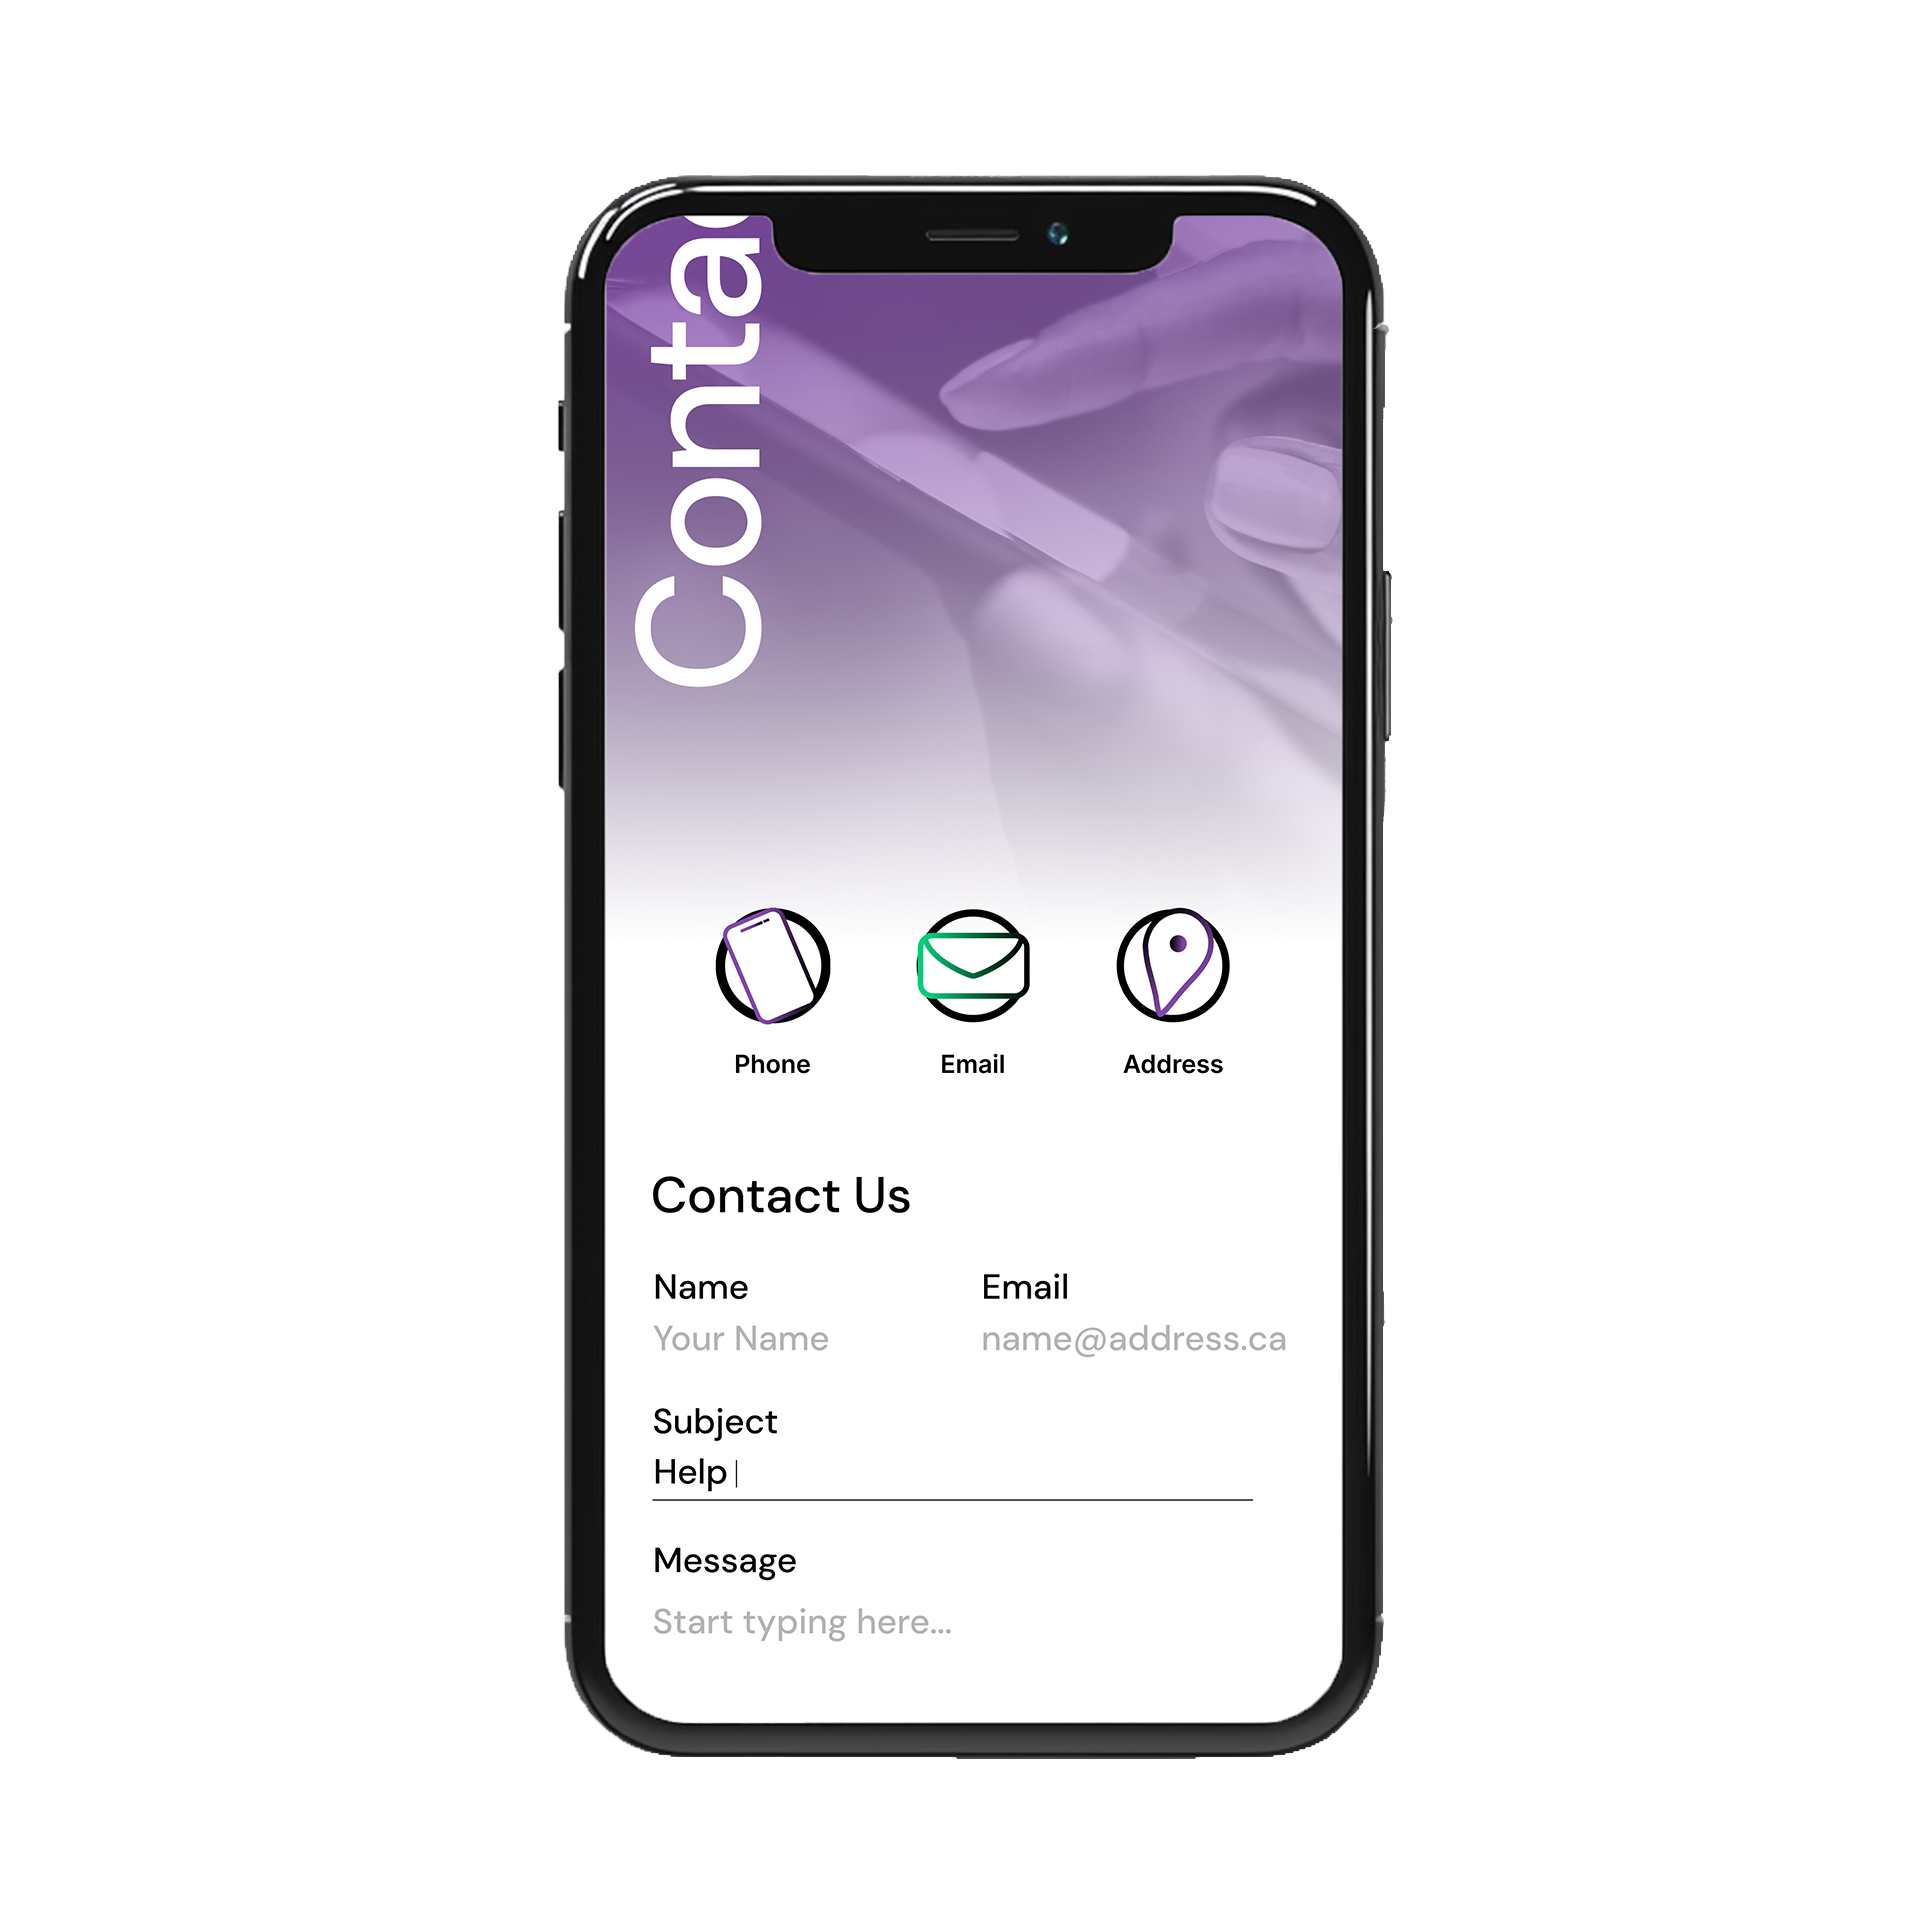 Conta
Phone Email Address
Contact Us
Name Email
Your Name name@address.ca
Subject
Help
Message
Start typing here...